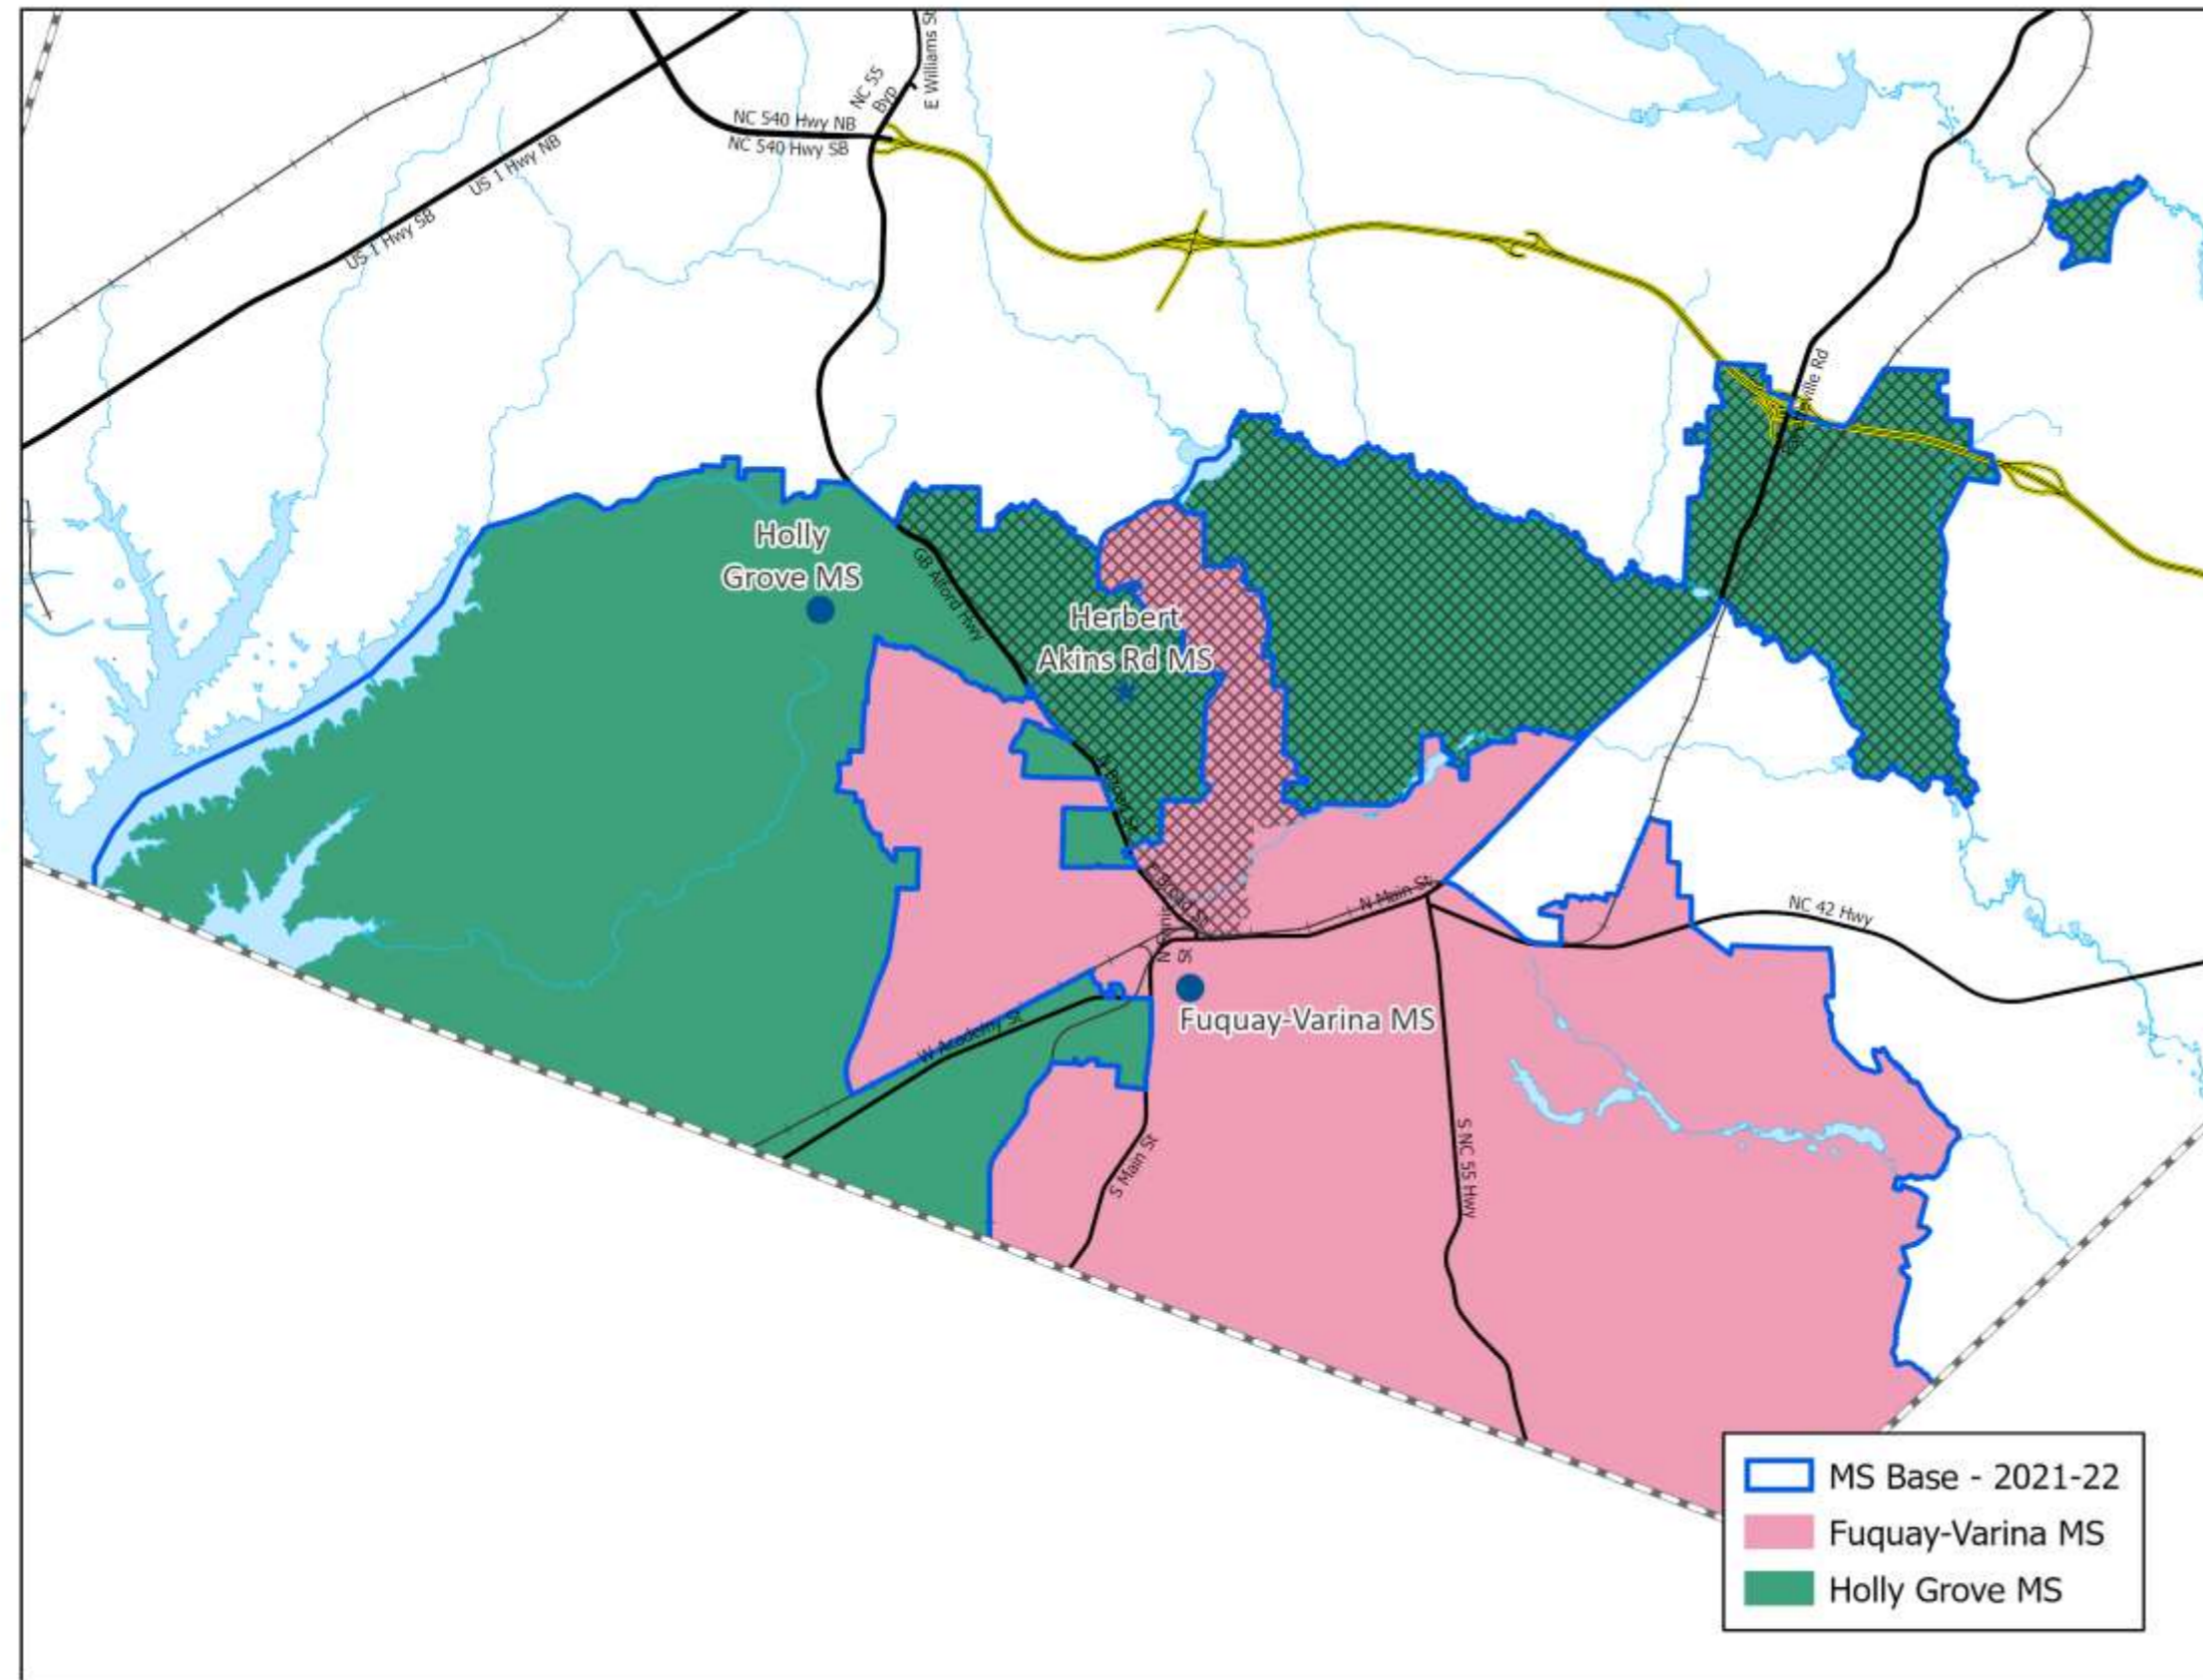 E Williams St
NC 55
Byp
NC 540 Hwy NB
NC 540 Hwy SB
US 1 Hwy NB
US 1 Hwy SB
Holly
Grove MS
GB Alford Hwy
Herbert
Akins Rd MS
Rd
N Main St
St
NC 42 Hwy
Fuquay-Varina MS
W Academy St
S Main St
S NC 55 Hwy
MS Base - 2021-22
Fuquay-Varina MS
Holly Grove MS